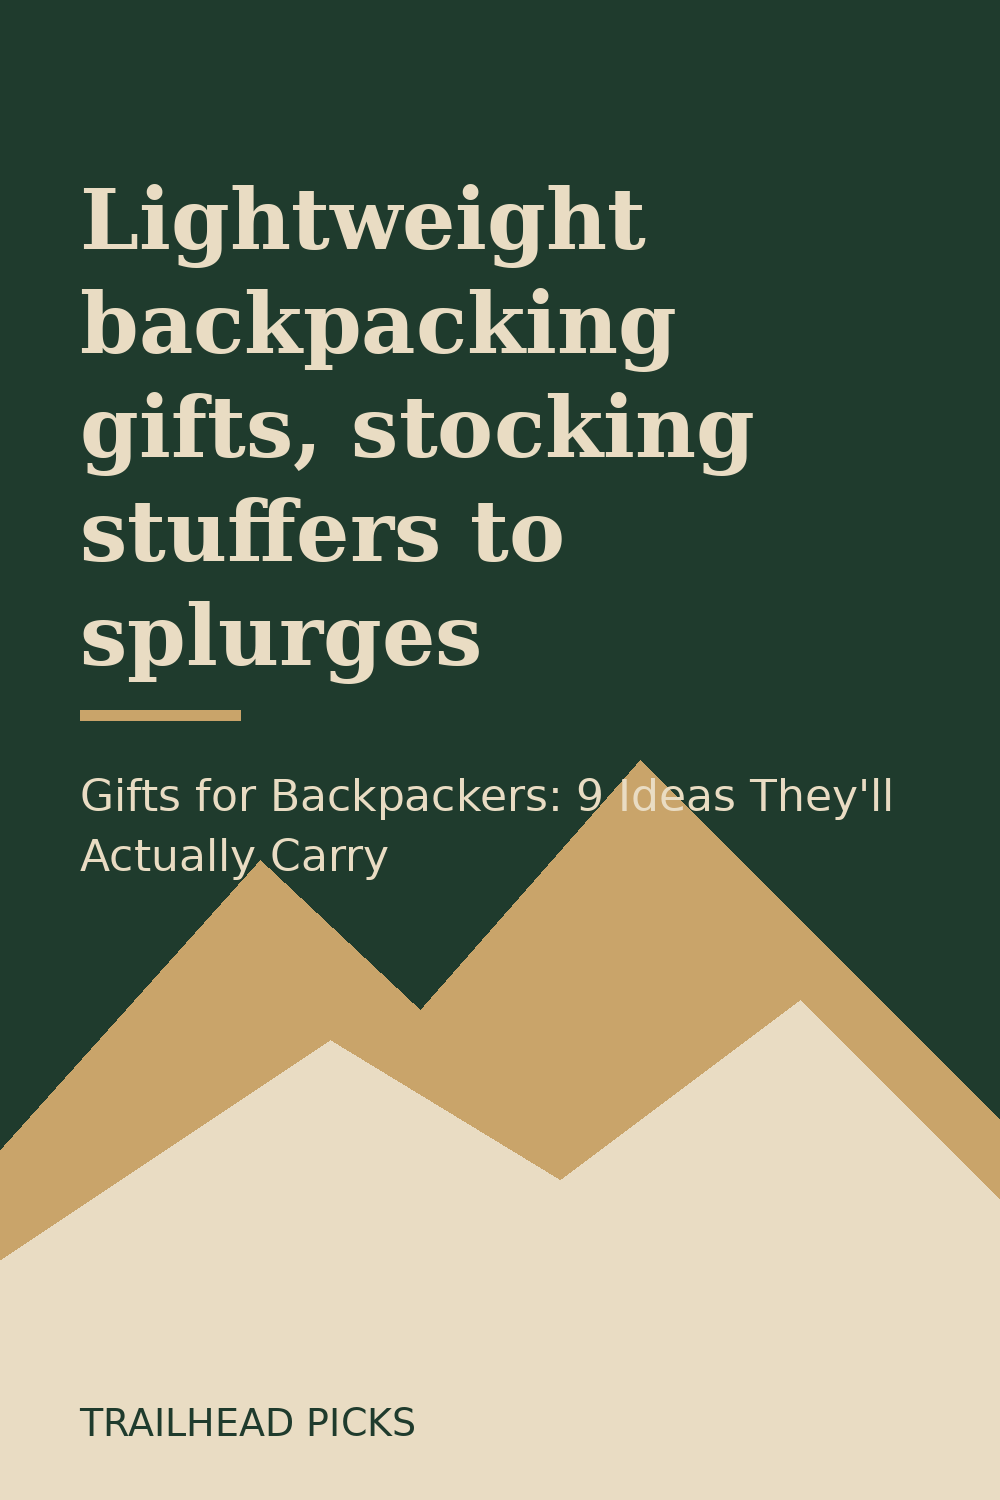 Lightweight
backpacking
gifts, stocking
stuffers to
splurges
Gifts for Backpackers: 9 Ideas They'll
Actually Carry
TRAILHEAD PICKS